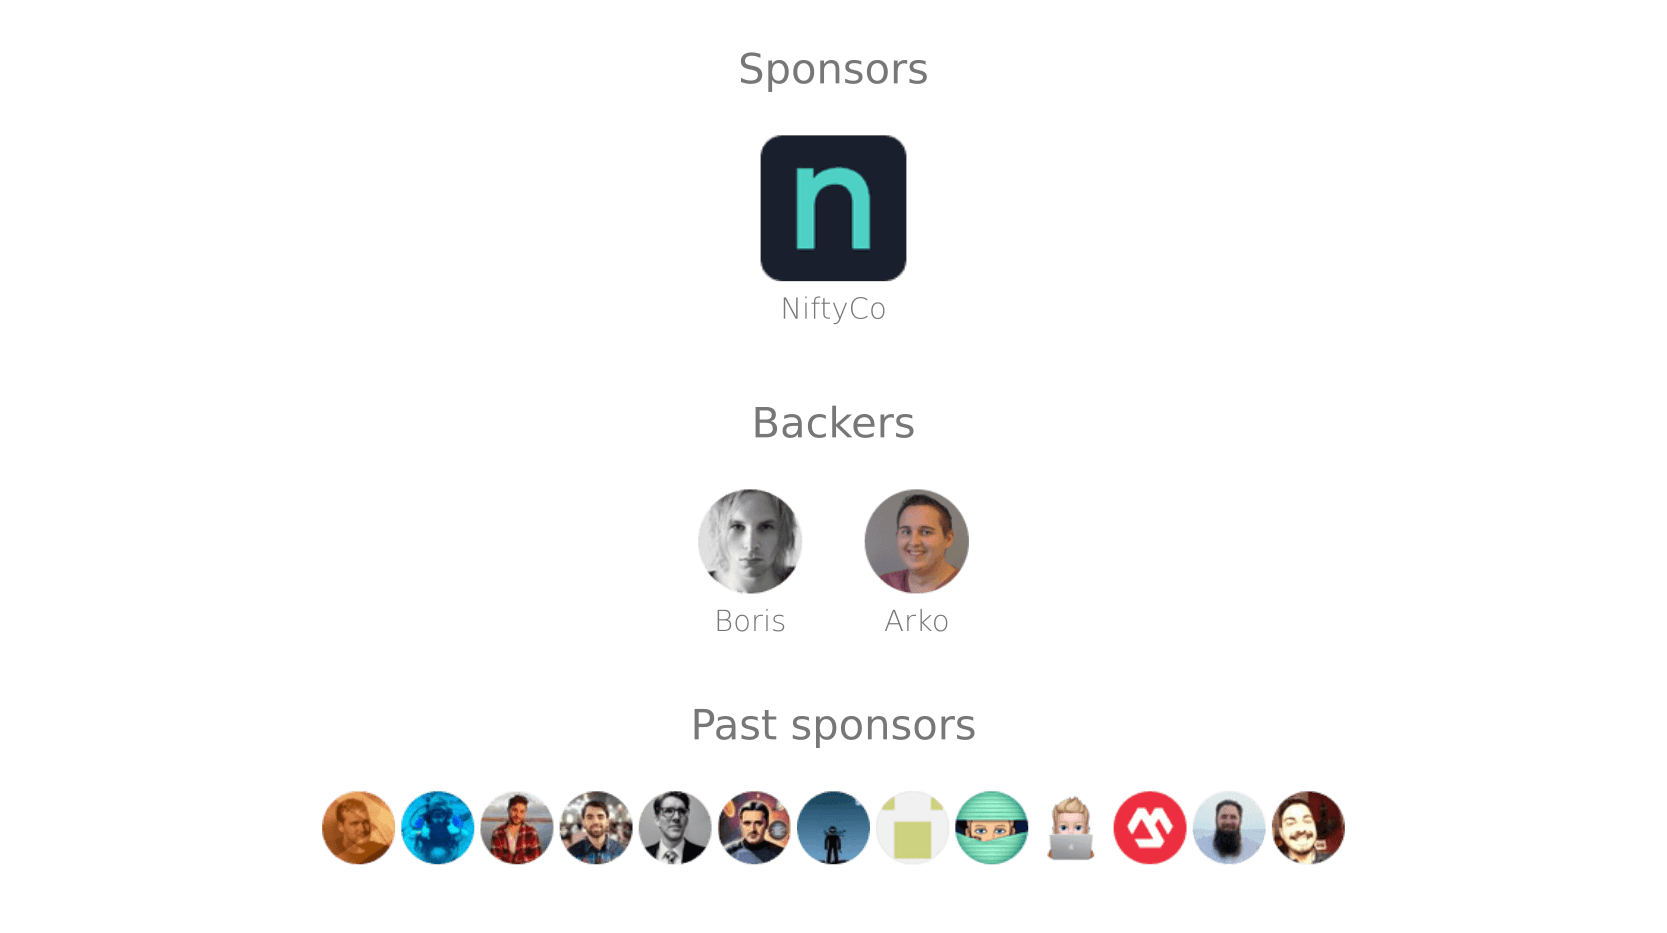 Sponsors
n
NiftyCo
Backers
Boris
Arko
Past sponsors